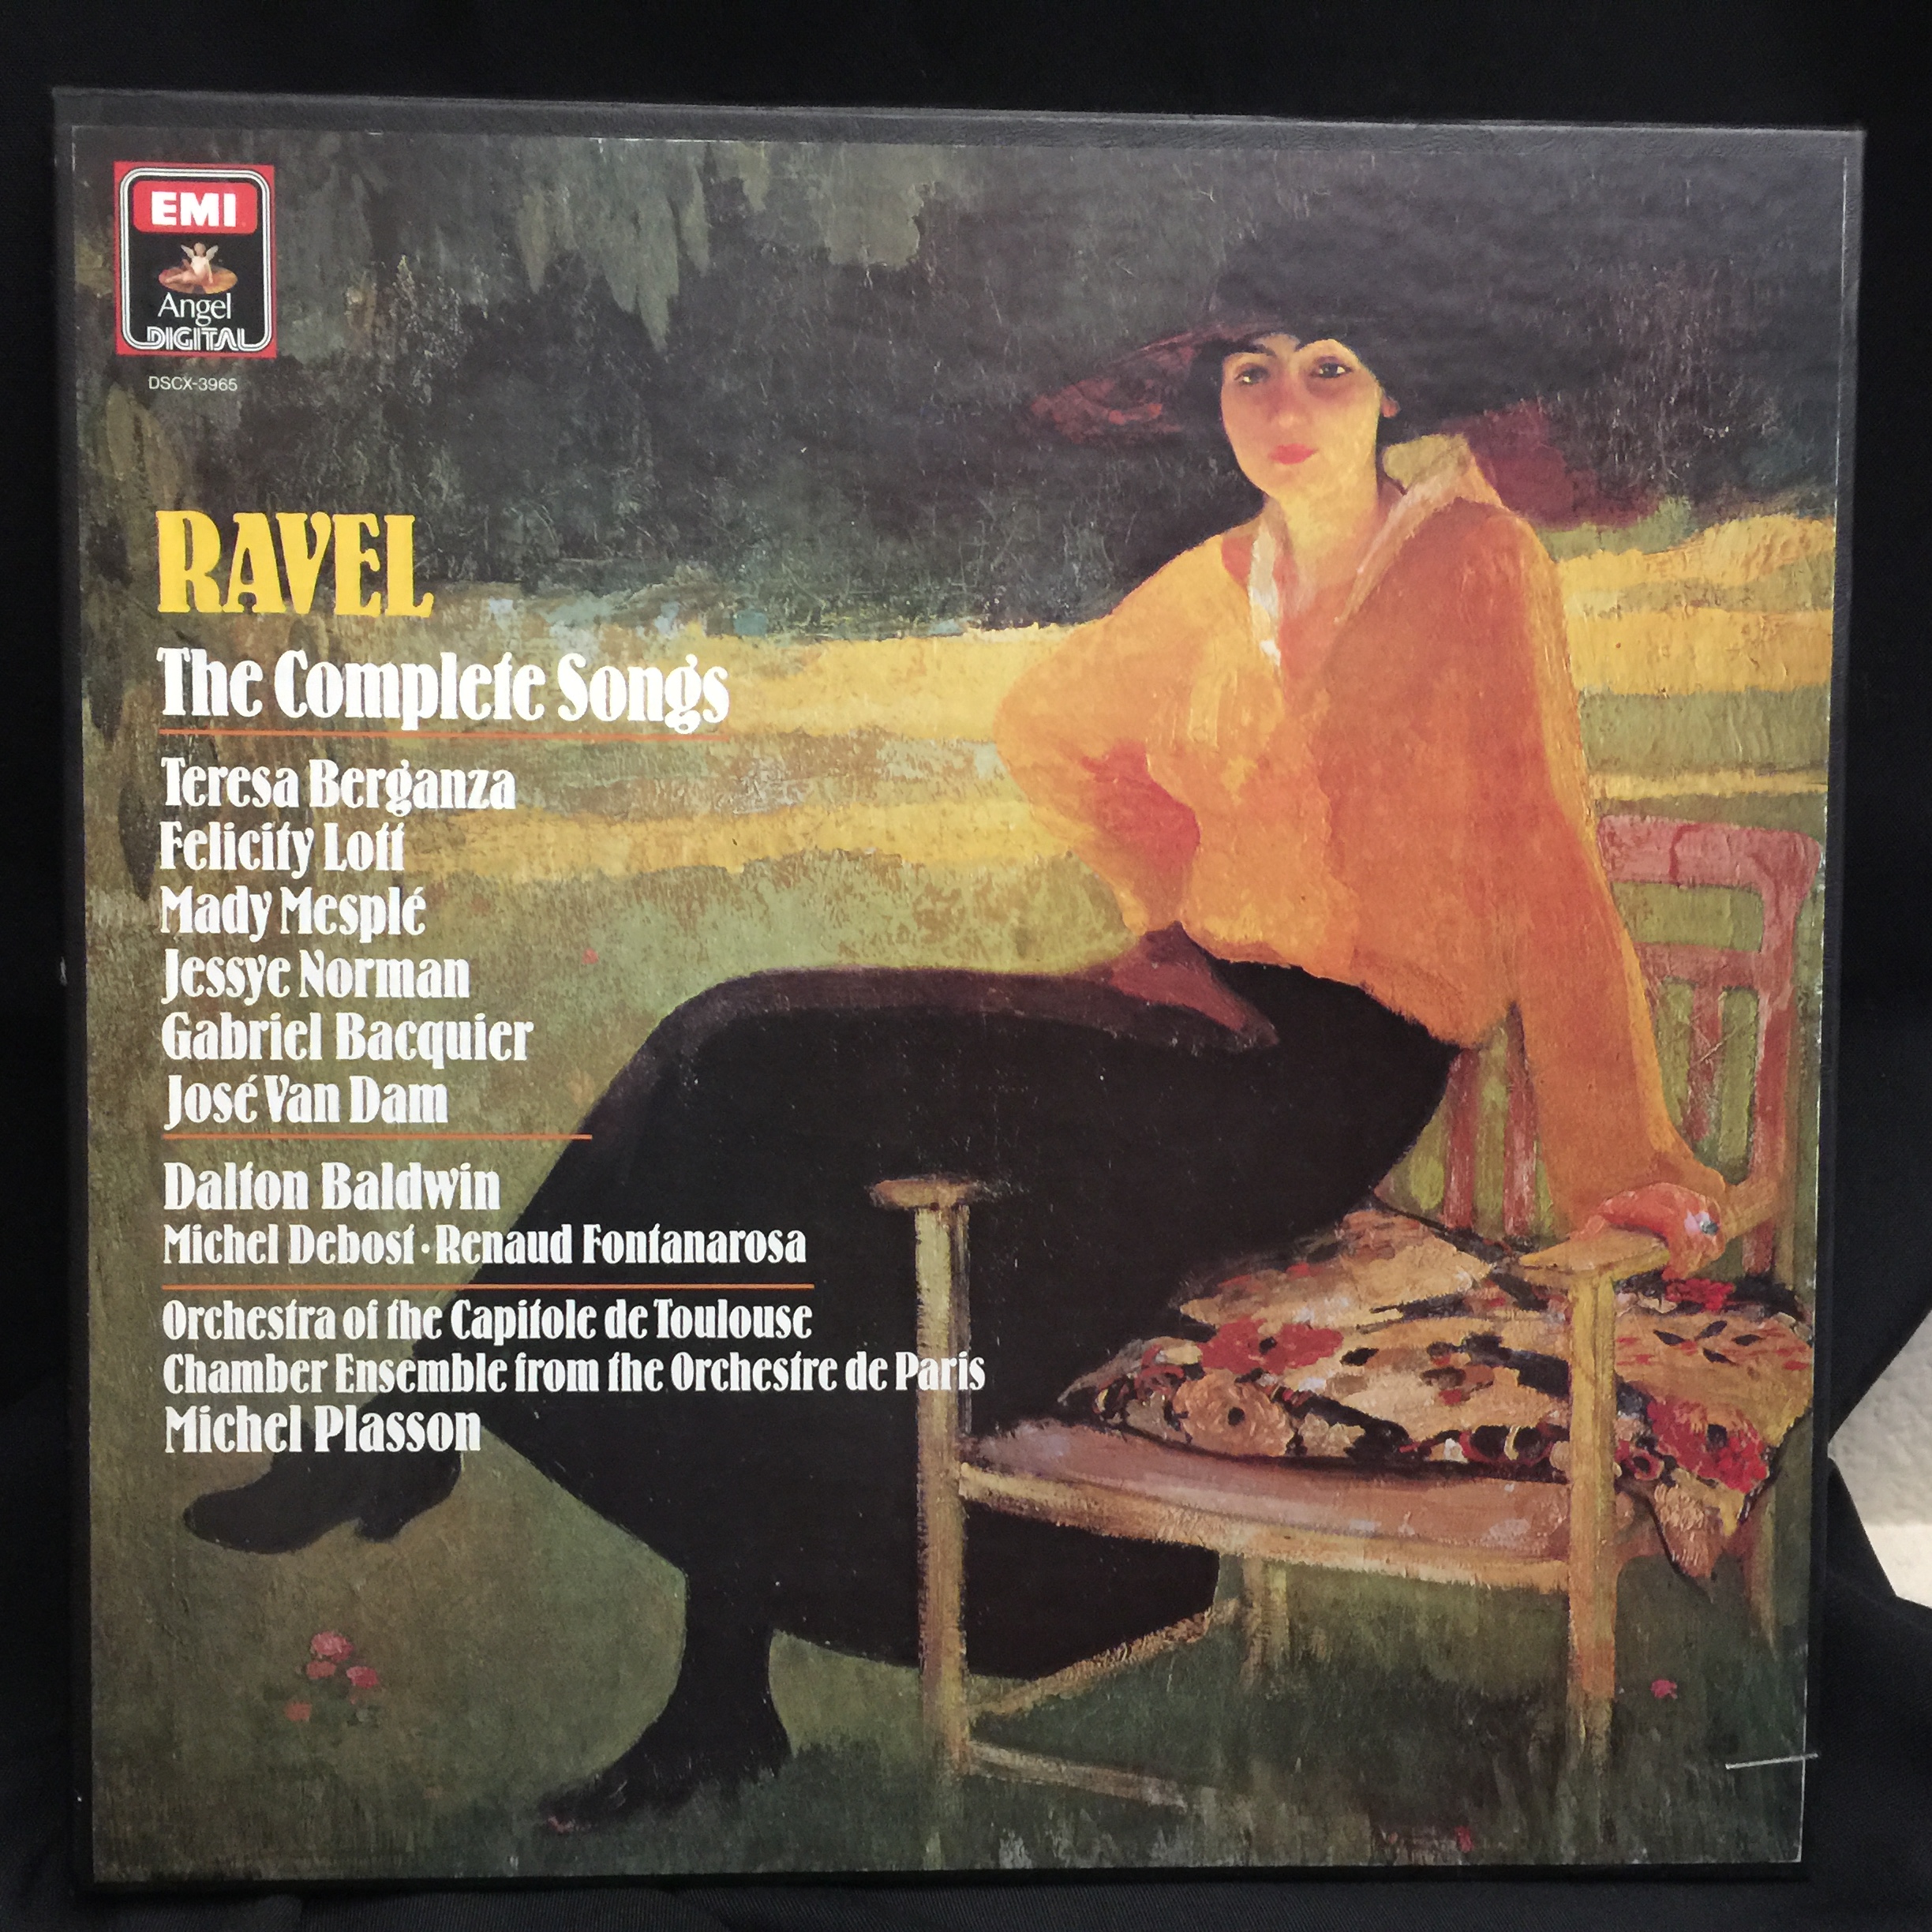 EMI
Angel
DIGITAL
DSCX-3965
RAVEL
The Complete Songs
Teresa Berganza
Felicity Lott
Mady Mesplé
Jessye Norman
Gabriel Bacquier
José Van Dam
Dalton Baldwin
Michel Debost · Renaud Fontanarosa
Orchestra of the Capitole de Toulouse
Chamber Ensemble from the Orchestre de Paris
Michel Plasson